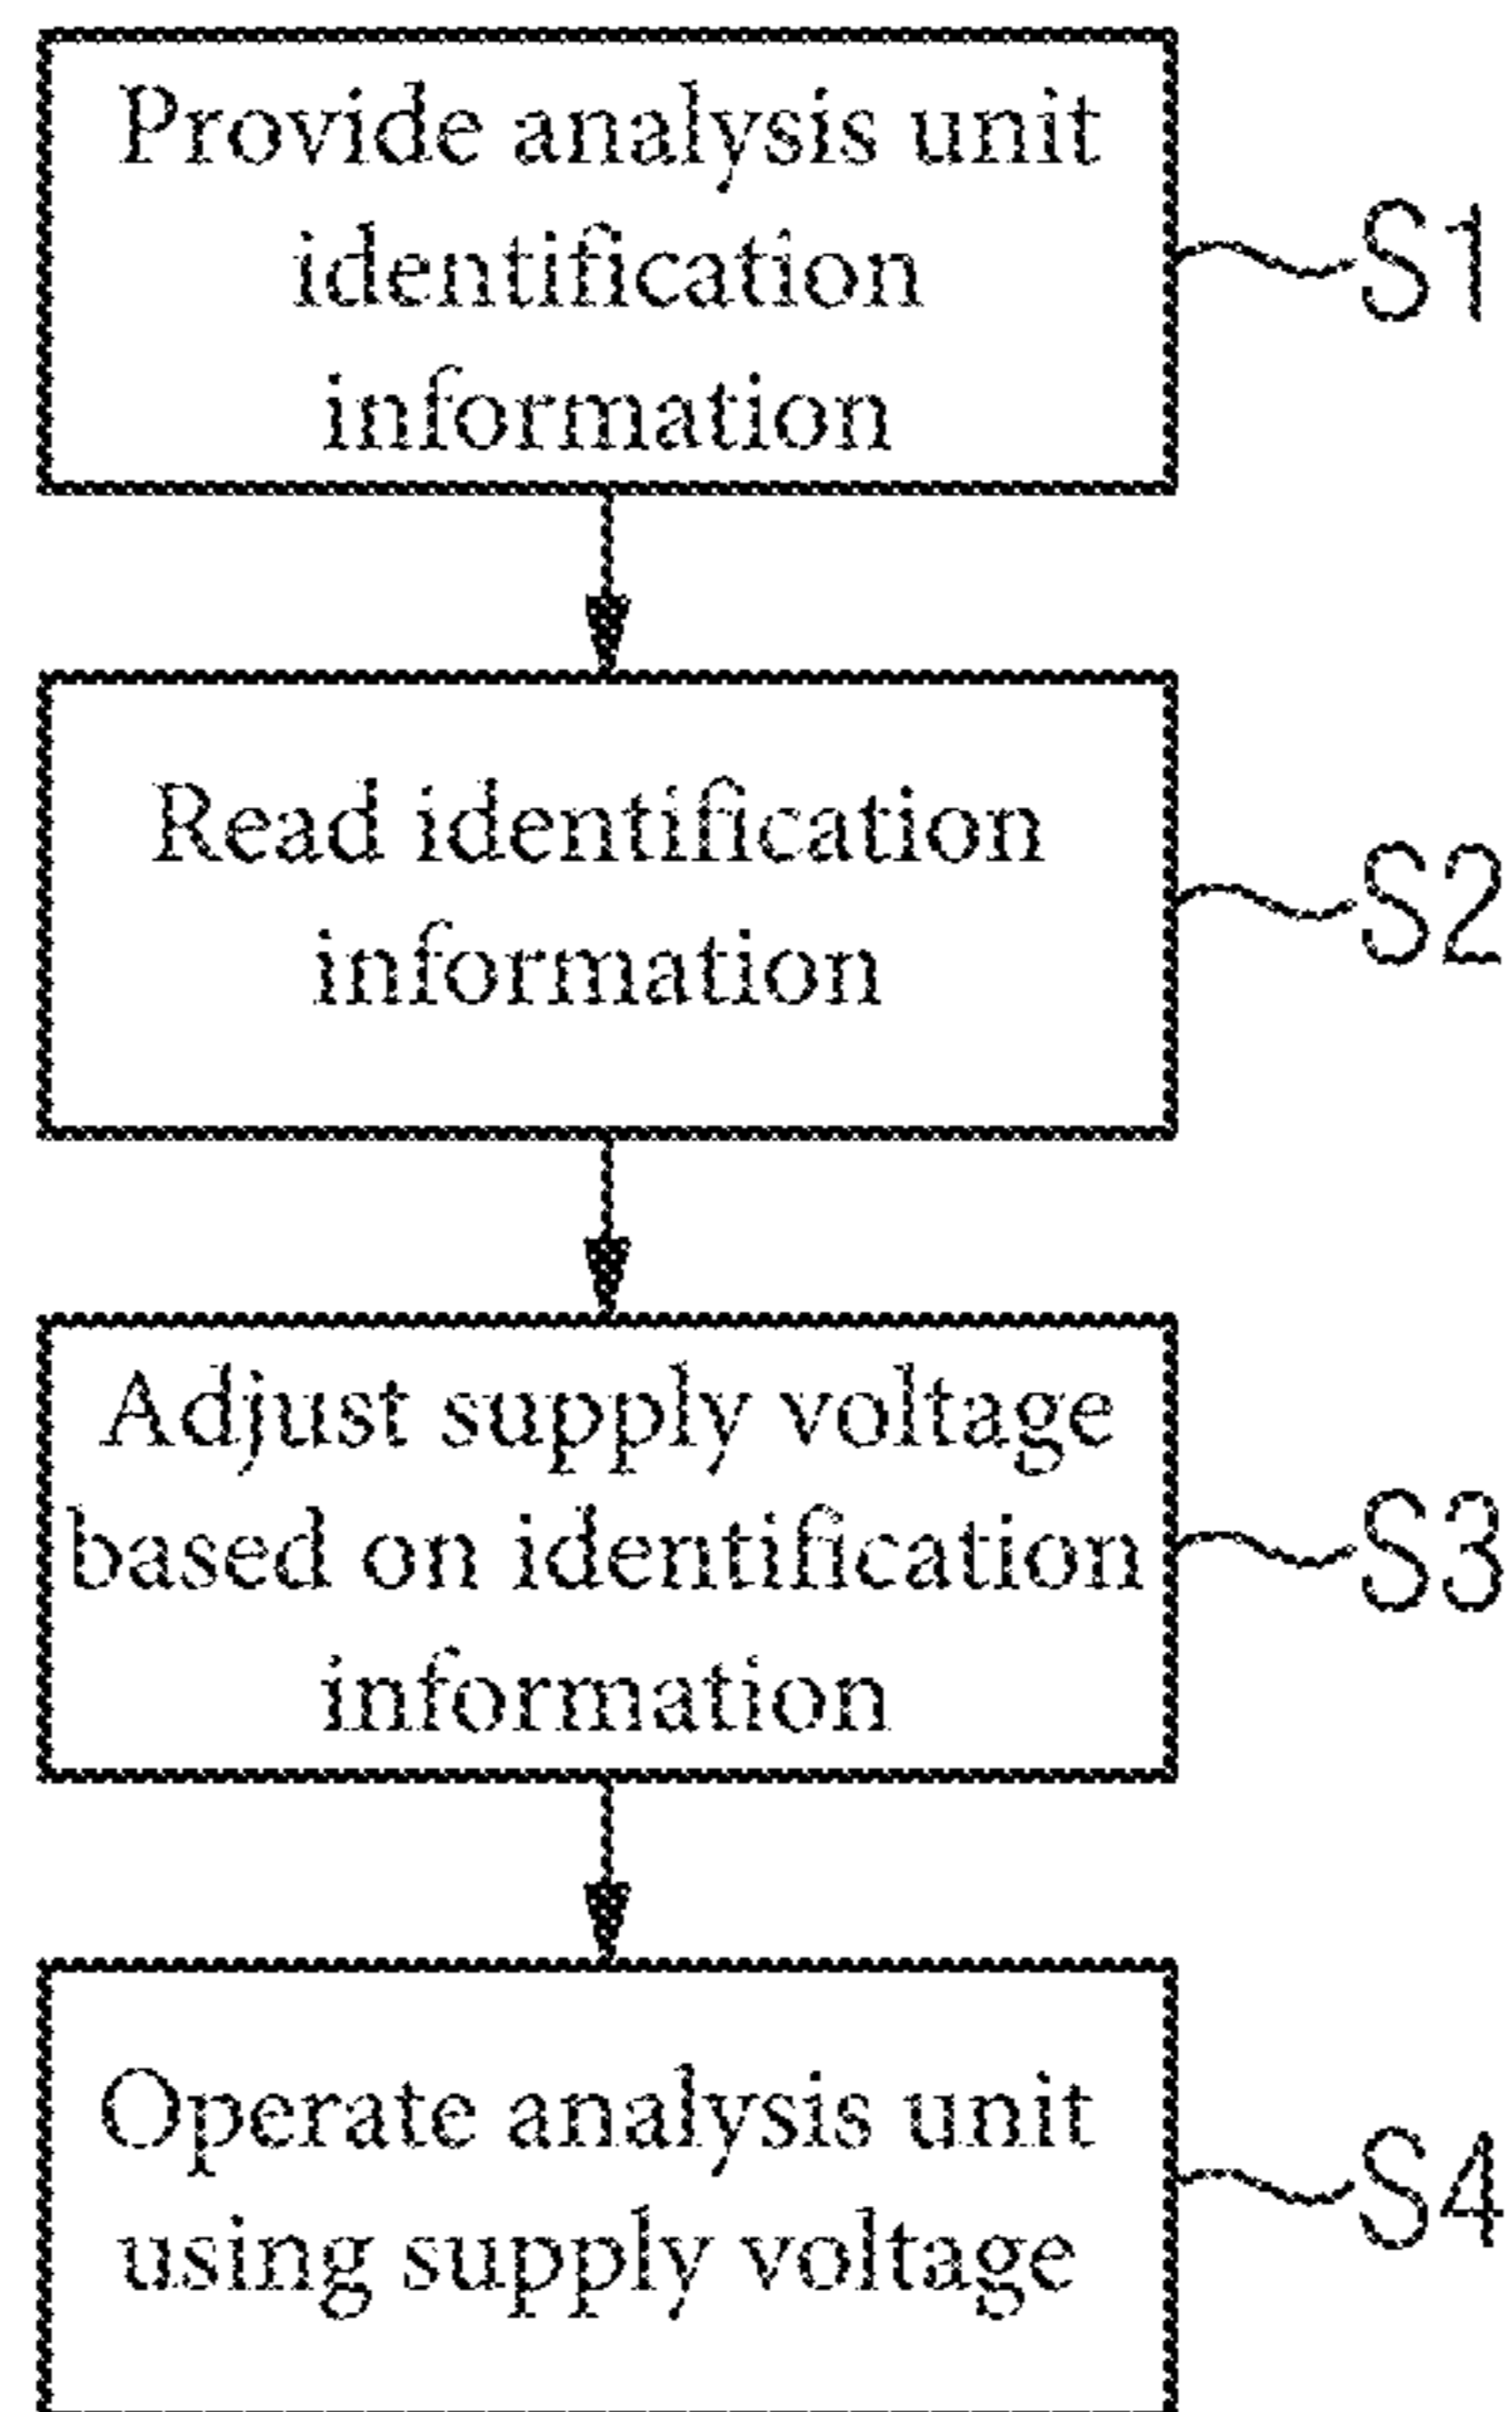 Provide analysis unit
identification
information
S1
Read identification
information
S2
Adjust supply voltage
based on identification
information
S3
Operate analysis unit
using supply voltage
S4